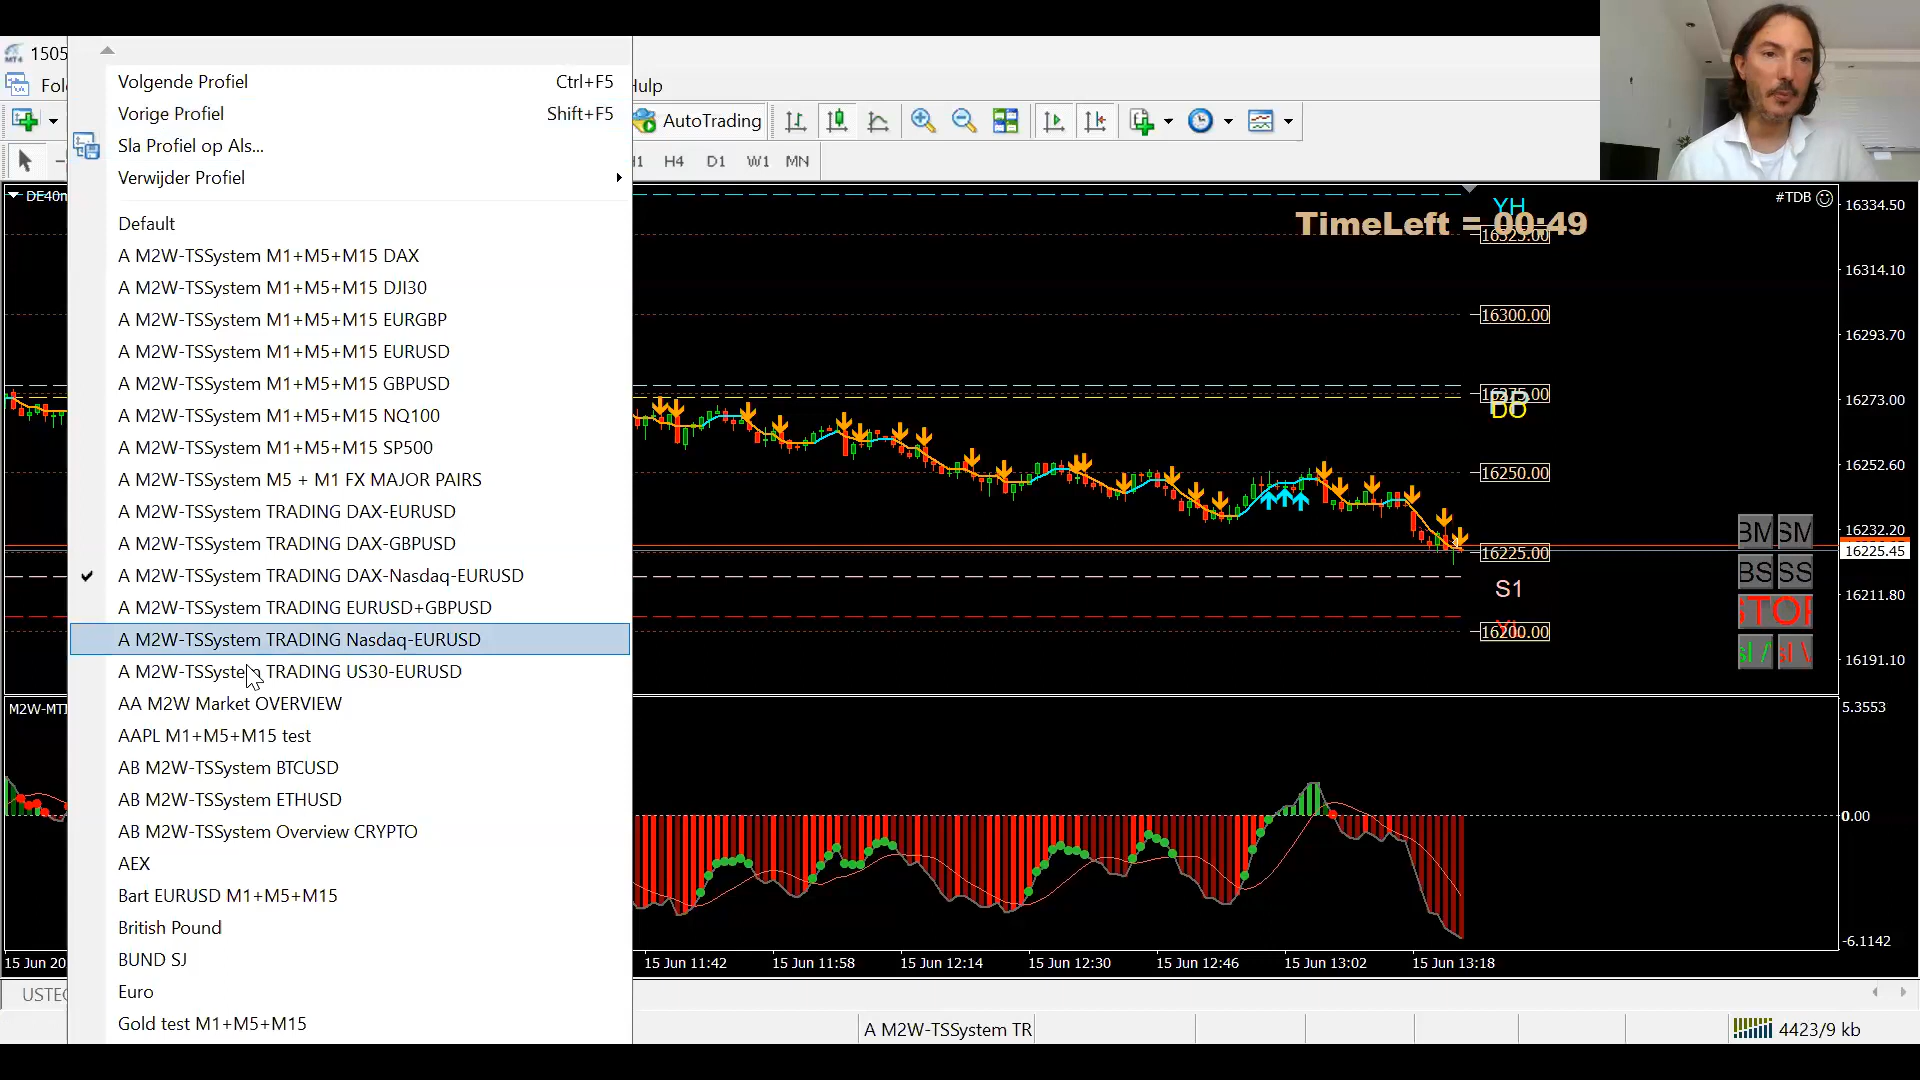 1505
Volgende Profiel Ctrl+F5
Vorige Profiel Shift+F5
Sla Profiel op Als...
Verwijder Profiel
Default
A M2W-TSSystem M1+M5+M15 DAX
A M2W-TSSystem M1+M5+M15 DJI30
A M2W-TSSystem M1+M5+M15 EURGBP
A M2W-TSSystem M1+M5+M15 EURUSD
A M2W-TSSystem M1+M5+M15 GBPUSD
A M2W-TSSystem M1+M5+M15 NQ100
A M2W-TSSystem M1+M5+M15 SP500
A M2W-TSSystem M5 + M1 FX MAJOR PAIRS
A M2W-TSSystem TRADING DAX-EURUSD
A M2W-TSSystem TRADING DAX-GBPUSD
A M2W-TSSystem TRADING DAX-Nasdaq-EURUSD
A M2W-TSSystem TRADING EURUSD+GBPUSD
A M2W-TSSystem TRADING Nasdaq-EURUSD
A M2W-TSSystem TRADING US30-EURUSD
AA M2W Market OVERVIEW
AAPL M1+M5+M15 test
AB M2W-TSSystem BTCUSD
AB M2W-TSSystem ETHUSD
AB M2W-TSSystem Overview CRYPTO
AEX
Bart EURUSD M1+M5+M15
British Pound
BUND SJ
Euro
Gold test M1+M5+M15
AutoTrading
H4 D1 W1 MN
#TDB
YH
TimeLeft = 00:49
16325.00
16300.00
16275.00
DO
16250.00
16225.00
S1
16200.00
16334.50
16314.10
16293.70
16273.00
16252.60
16232.20
16225.45
16211.80
16191.10
BM SM
BS SS
5.3553
0.00
-6.1142
15 Jun 11:42 15 Jun 11:58 15 Jun 12:14 15 Jun 12:30 15 Jun 12:46 15 Jun 13:02 15 Jun 13:18
A M2W-TSSystem TR
4423/9 kb